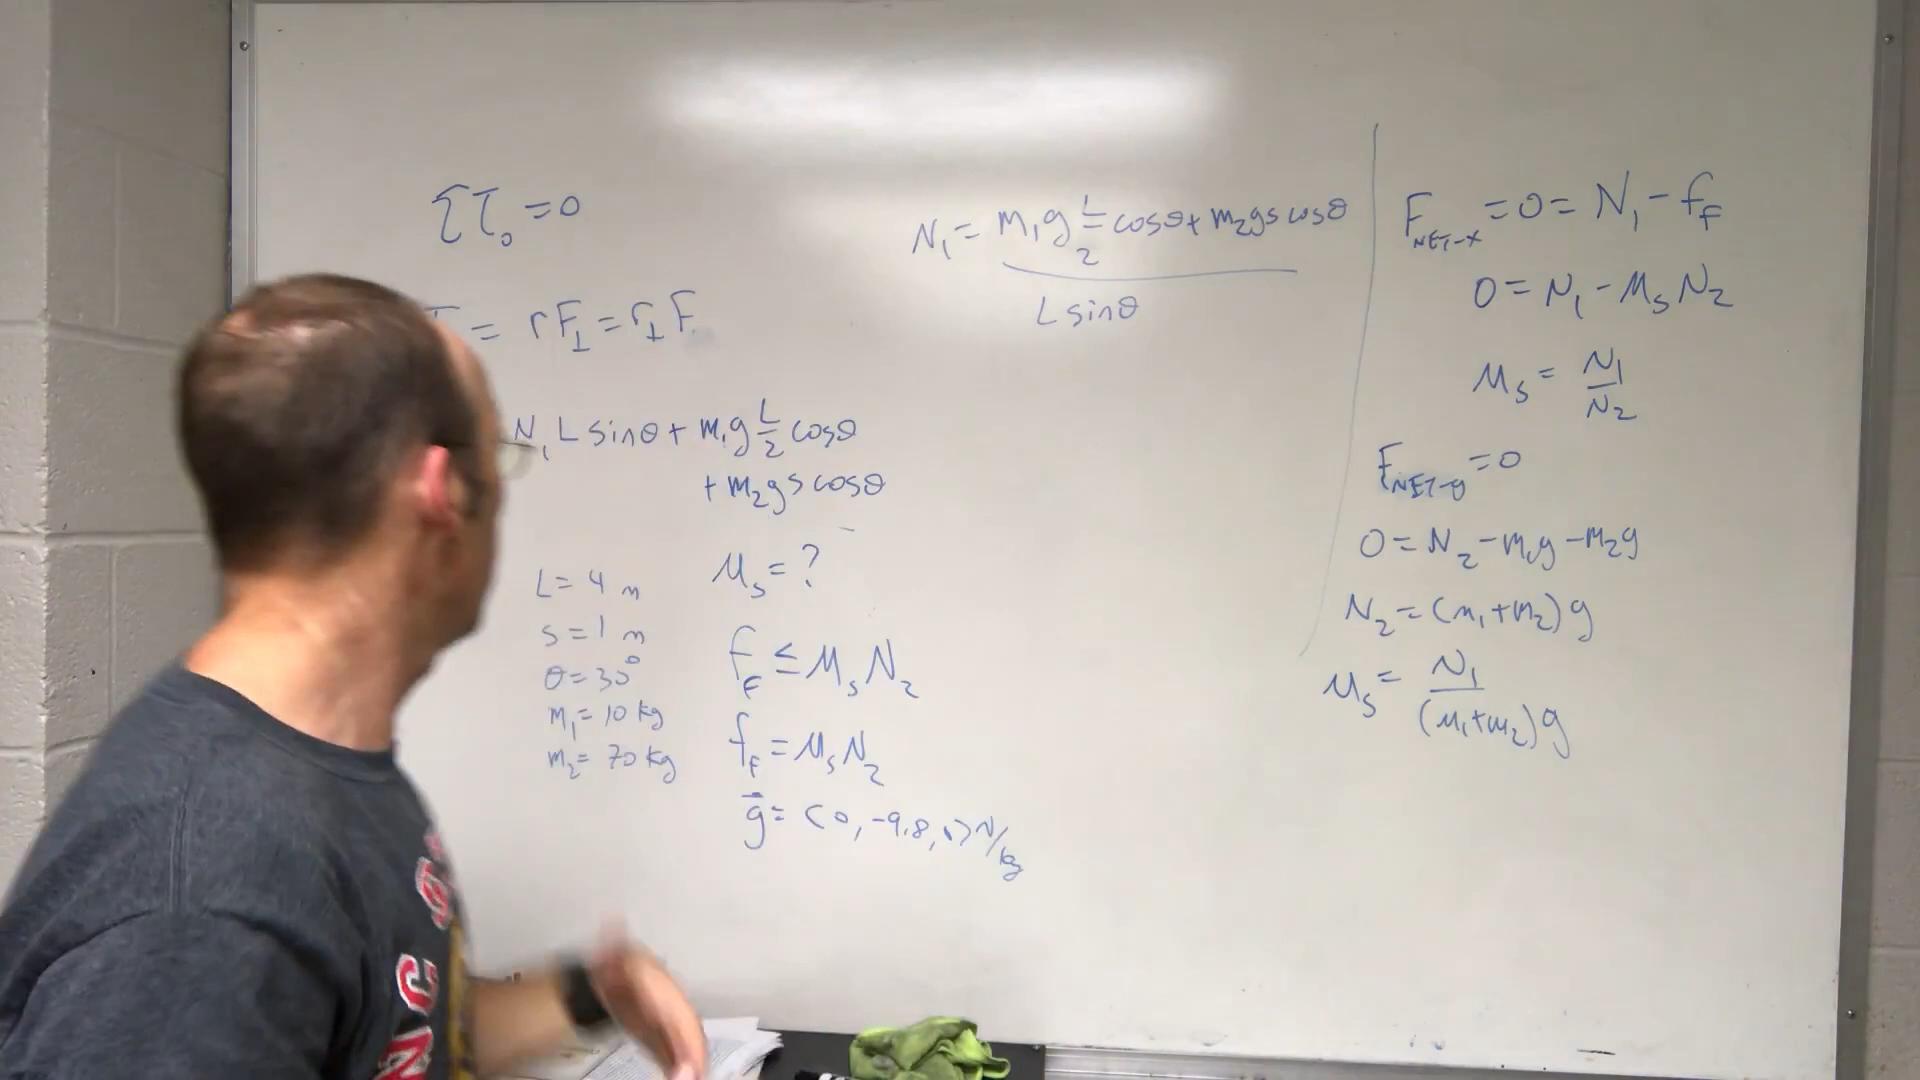 Στ₀ = 0
= rF⊥ = r⊥F
N₁ L sinθ + m₁g L/2 cosθ
+ m₂gs cosθ
L = 4 m
s = 1 m
θ = 30°
m₁ = 10 kg
m₂ = 70 kg
μs = ?
fF ≤ μs N₂
fF = μs N₂
g⃗ = <0, -9.8, 0> N/kg
N₁ = (m₁g L/2 cosθ + m₂gs cosθ) / (L sinθ)
FNET-x = 0 = N₁ - fF
0 = N₁ - μs N₂
μs = N₁/N₂
FNET-y = 0
0 = N₂ - m₁g - m₂g
N₂ = (m₁+m₂)g
μs = N₁/((m₁+m₂)g)